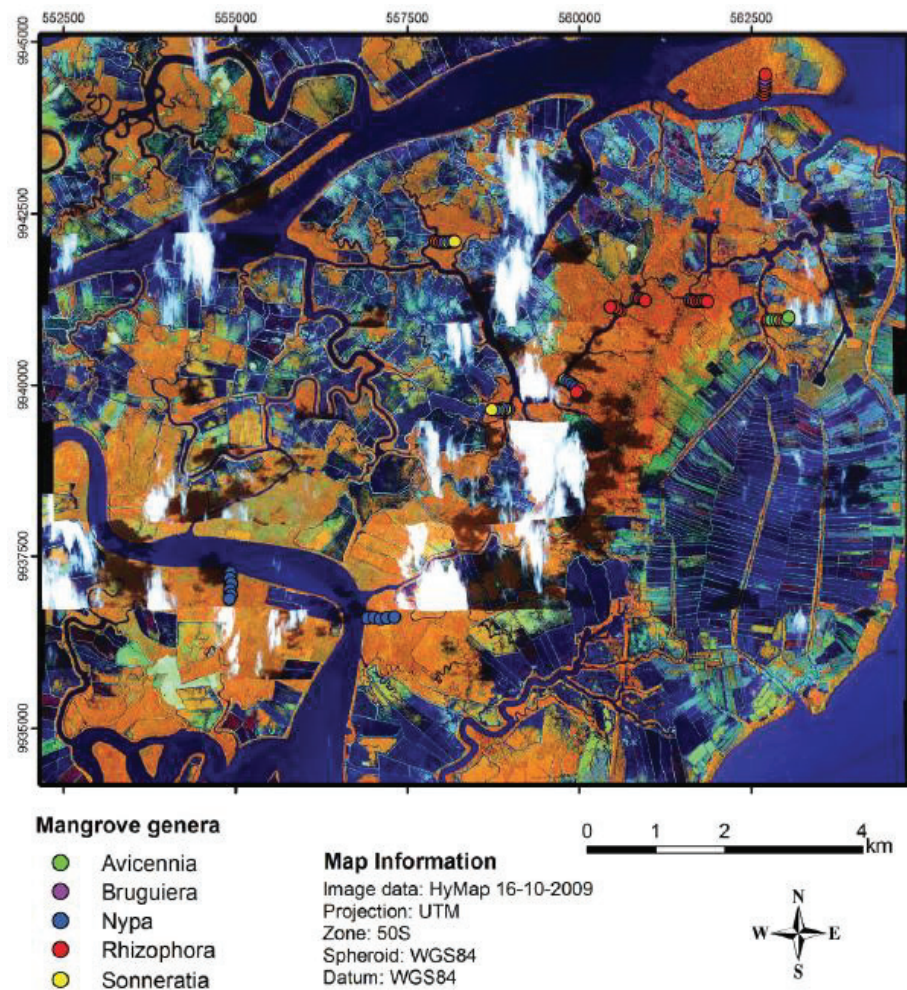 552500 555000 557500 560000 562500
9945000
9942500
9940000
9937500
9935000
Mangrove genera
Avicennia
Bruguiera
Nypa
Rhizophora
Sonneratia
Map Information
Image data: HyMap 16-10-2009
Projection: UTM
Zone: 50S
Spheroid: WGS84
Datum: WGS84
0 1 2 4
km
N
W E
S